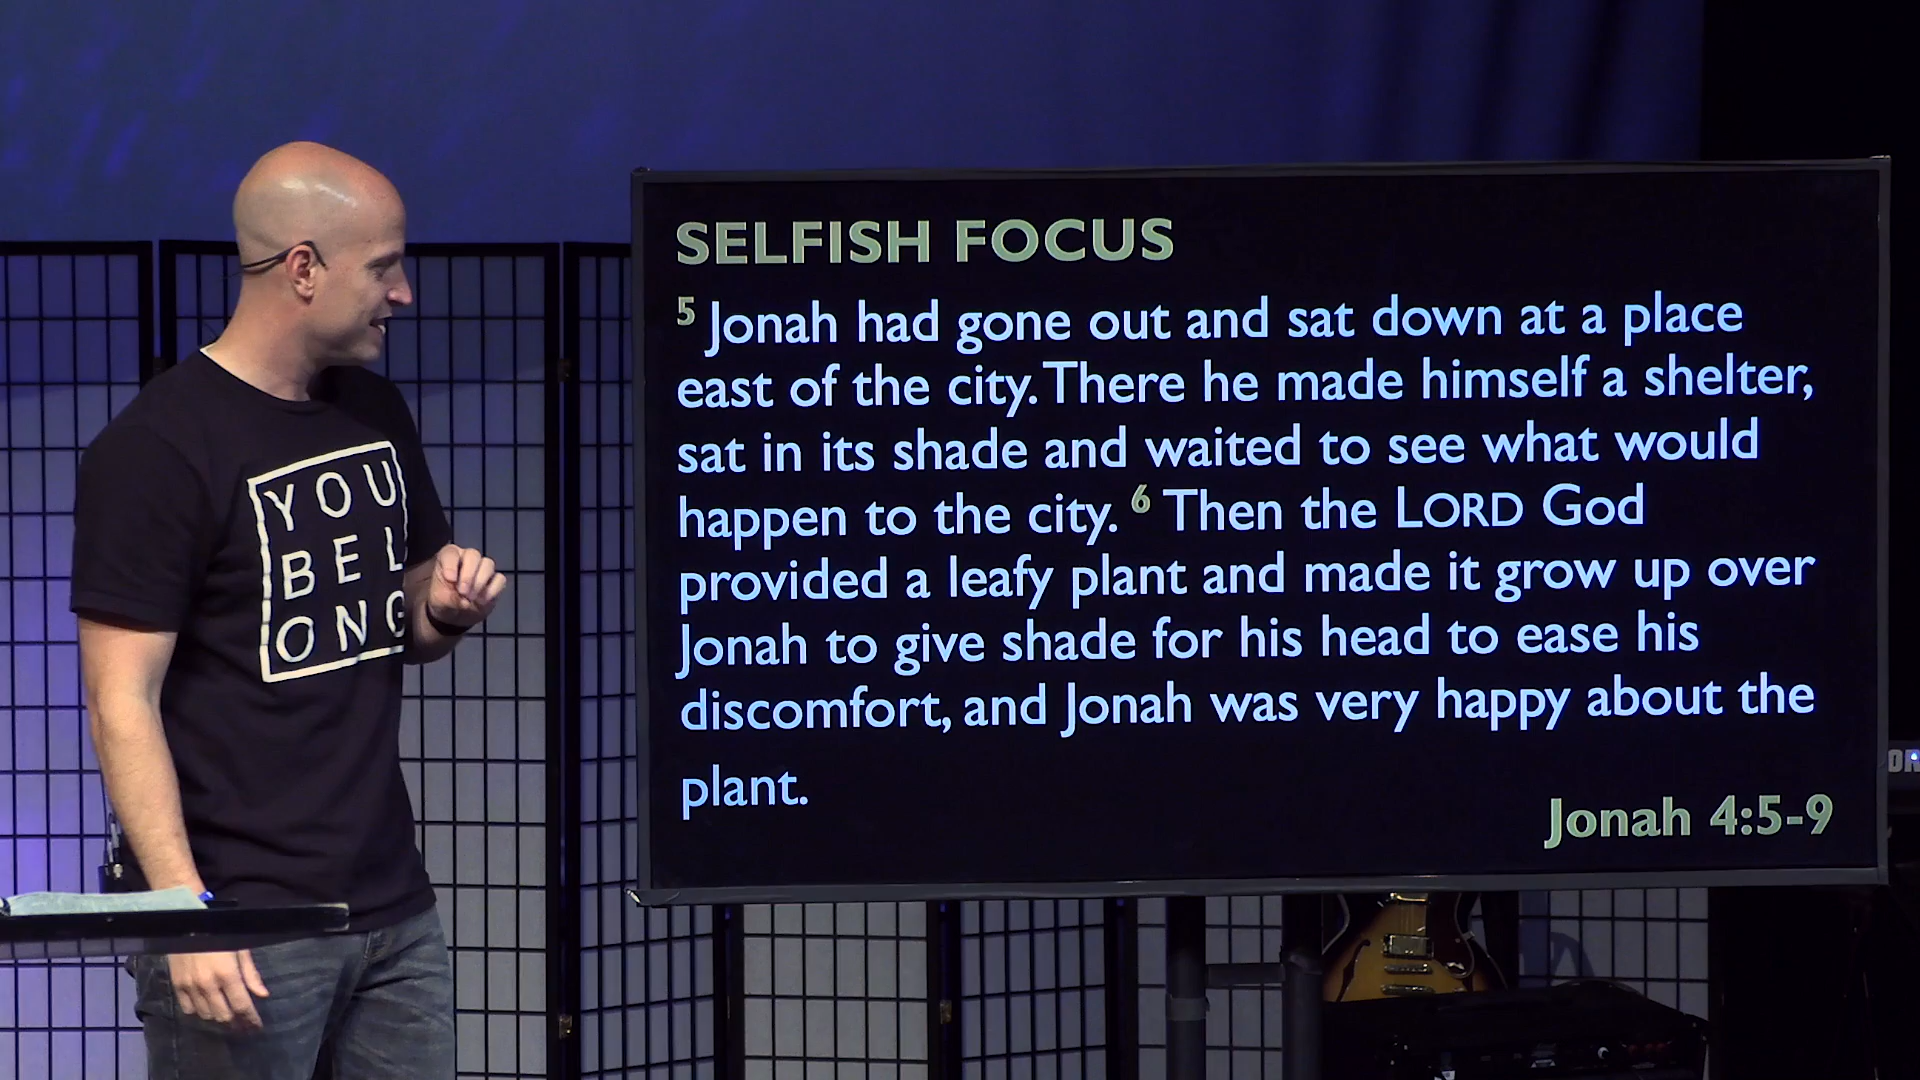 YOU
BEL
ONG
SELFISH FOCUS
5 Jonah had gone out and sat down at a place
east of the city. There he made himself a shelter,
sat in its shade and waited to see what would
happen to the city. 6 Then the LORD God
provided a leafy plant and made it grow up over
Jonah to give shade for his head to ease his
discomfort, and Jonah was very happy about the
plant.
Jonah 4:5-9